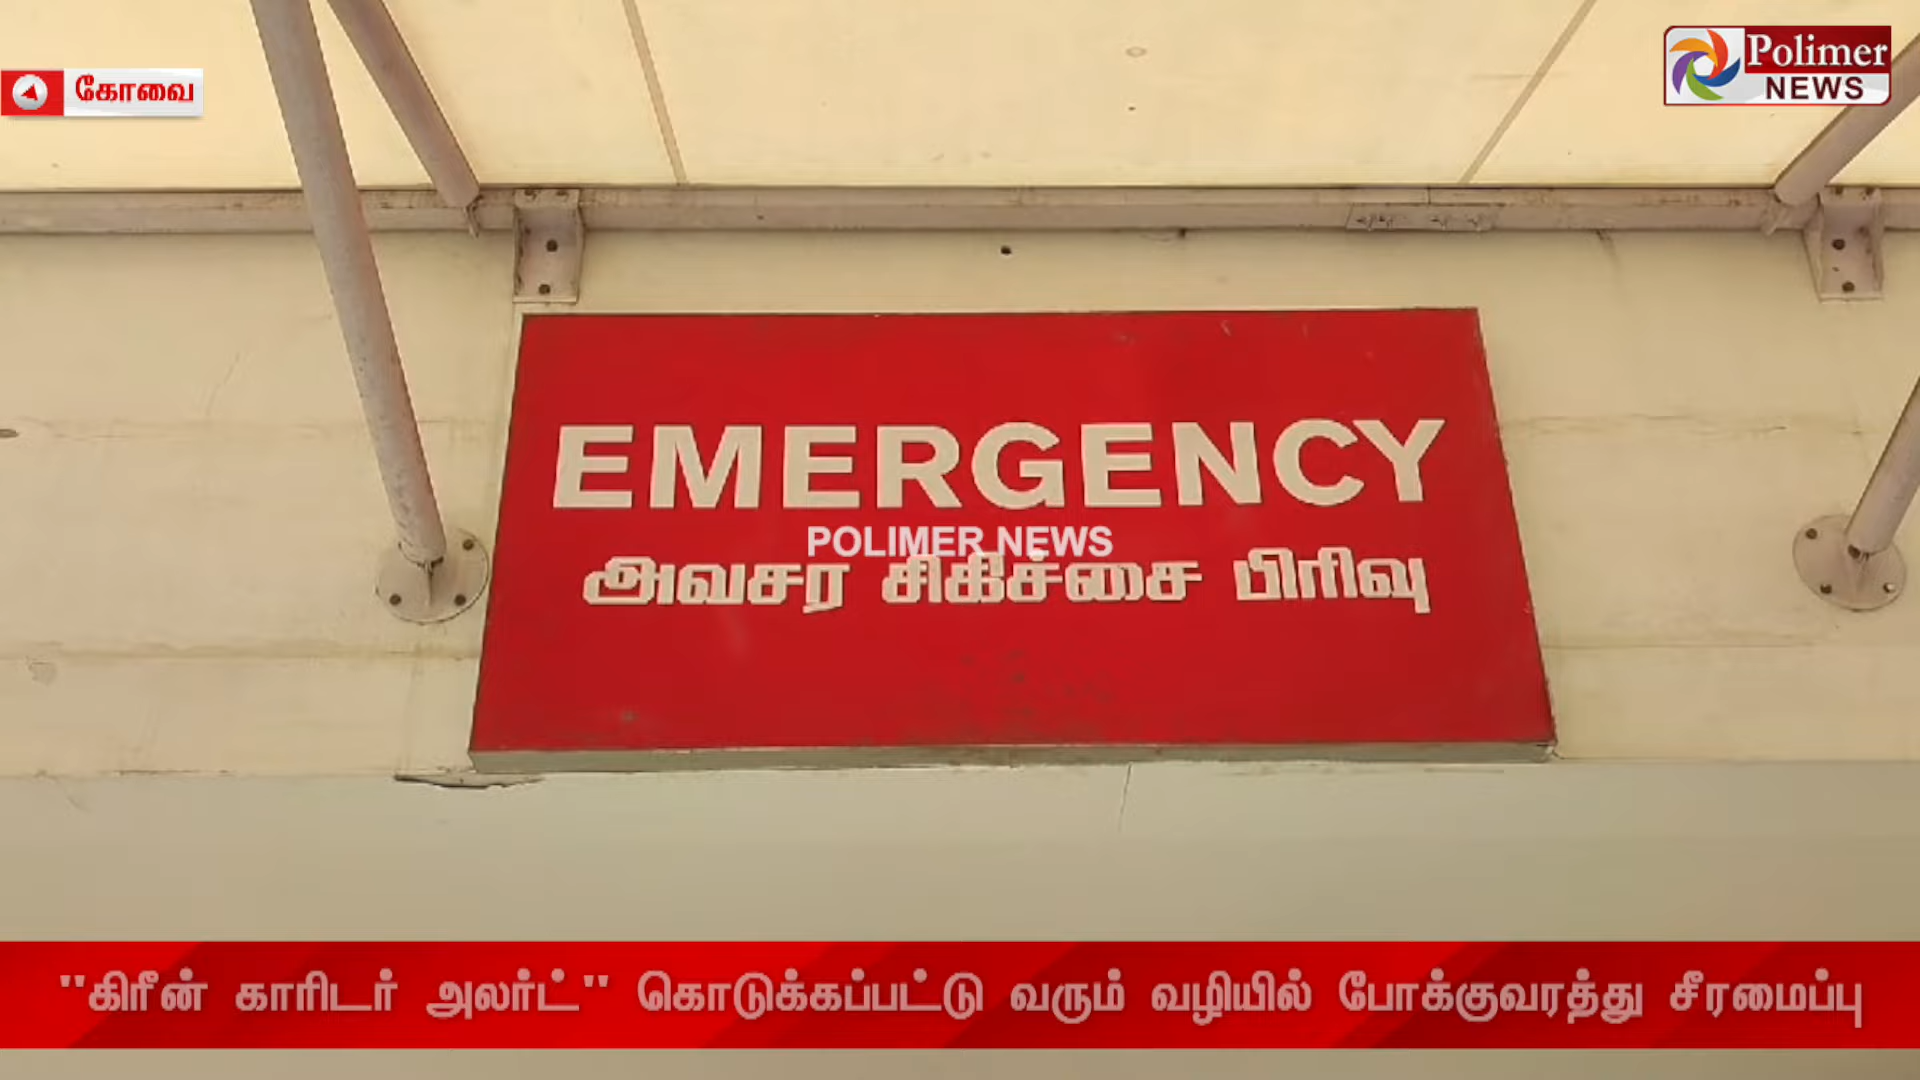 கோவை
Polimer
NEWS
EMERGENCY
POLIMER NEWS
அவசர சிகிச்சை பிரிவு
"கிரீன் காரிடர் அலர்ட்" கொடுக்கப்பட்டு வரும் வழியில் போக்குவரத்து சீரமைப்பு